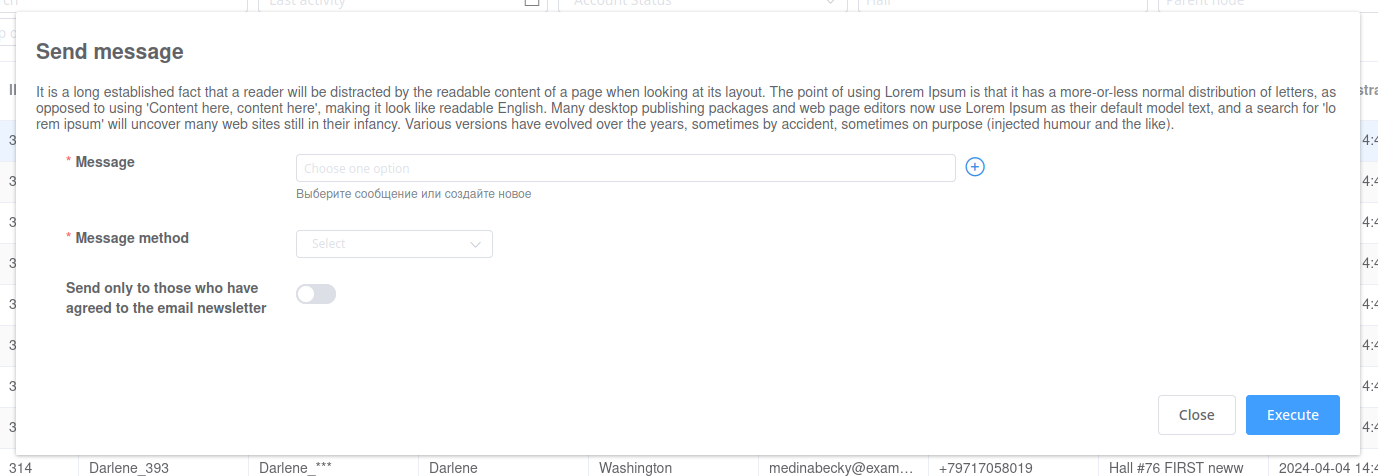 Last activity
Account Status
Hall
Parent node
Send message
It is a long established fact that a reader will be distracted by the readable content of a page when looking at its layout. The point of using Lorem Ipsum is that it has a more-or-less normal distribution of letters, as
opposed to using 'Content here, content here', making it look like readable English. Many desktop publishing packages and web page editors now use Lorem Ipsum as their default model text, and a search for 'lo
rem ipsum' will uncover many web sites still in their infancy. Various versions have evolved over the years, sometimes by accident, sometimes on purpose (injected humour and the like).
* Message
Choose one option
Выберите сообщение или создайте новое
* Message method
Select
Send only to those who have
agreed to the email newsletter
Close
Execute
314 Darlene_393 Darlene_*** Darlene Washington medinabecky@exam... +79717058019 Hall #76 FIRST neww 2024-04-04 14:4